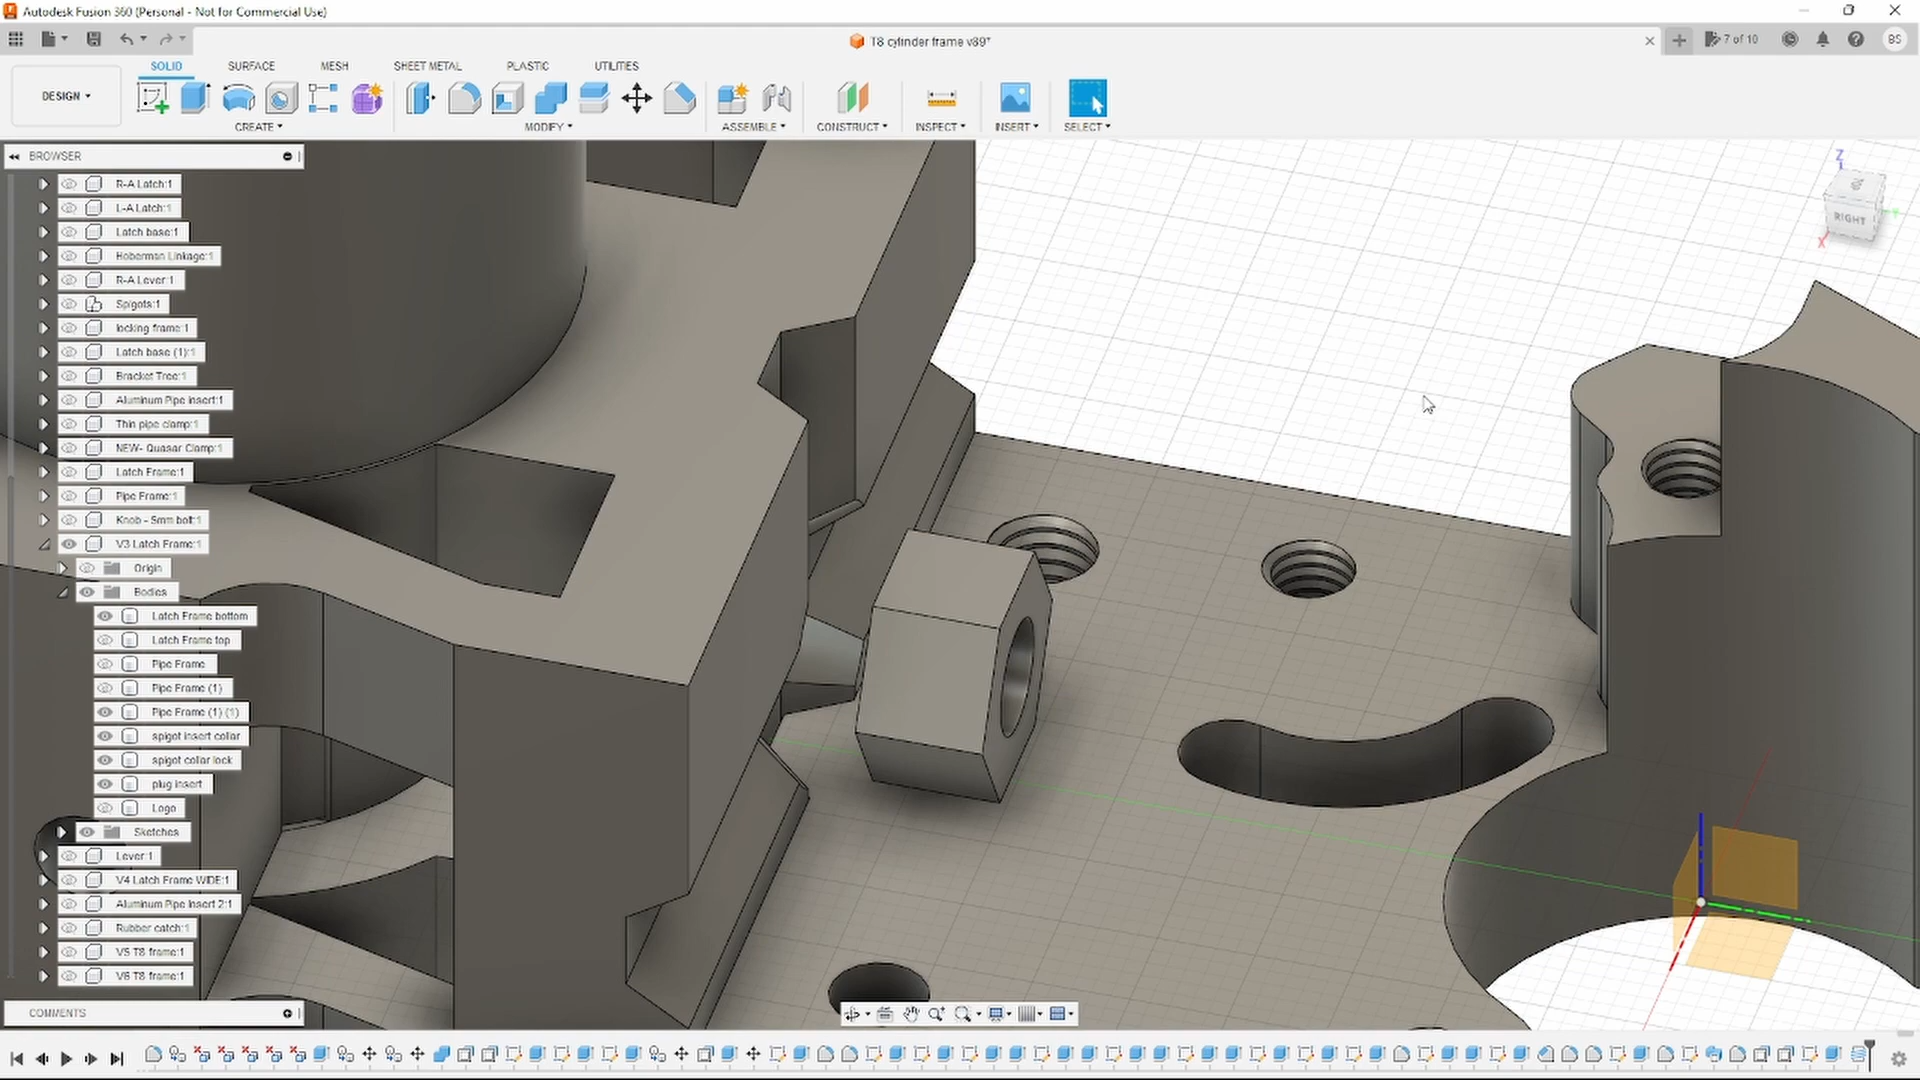 Autodesk Fusion 360 (Personal - Not for Commercial Use)
T8 cylinder frame v89*
7 of 10
BS
DESIGN
SOLID
SURFACE
MESH
SHEET METAL
PLASTIC
UTILITIES
CREATE
MODIFY
ASSEMBLE
CONSTRUCT
INSPECT
INSERT
SELECT
BROWSER
R-A Latch:1
L-A Latch:1
Latch base:1
Hoberman Linkage:1
R-A Lever:1
Spigots:1
locking frame:1
Latch base (1):1
Bracket Tree:1
Aluminum Pipe insert:1
Thin pipe clamp:1
NEW- Quasar Clamp:1
Latch Frame:1
Pipe Frame:1
Knob - 5mm bolt:1
V3 Latch Frame:1
Origin
Bodies
Latch Frame bottom
Latch Frame top
Pipe Frame
Pipe Frame (1)
Pipe Frame (1) (1)
spigot insert collar
spigot collar lock
plug insert
Logo
Sketches
Lever:1
V4 Latch Frame WIDE:1
Aluminum Pipe Insert 2:1
Rubber catch:1
V5 T8 frame:1
V6 T8 frame:1
COMMENTS
Z
RIGHT
X